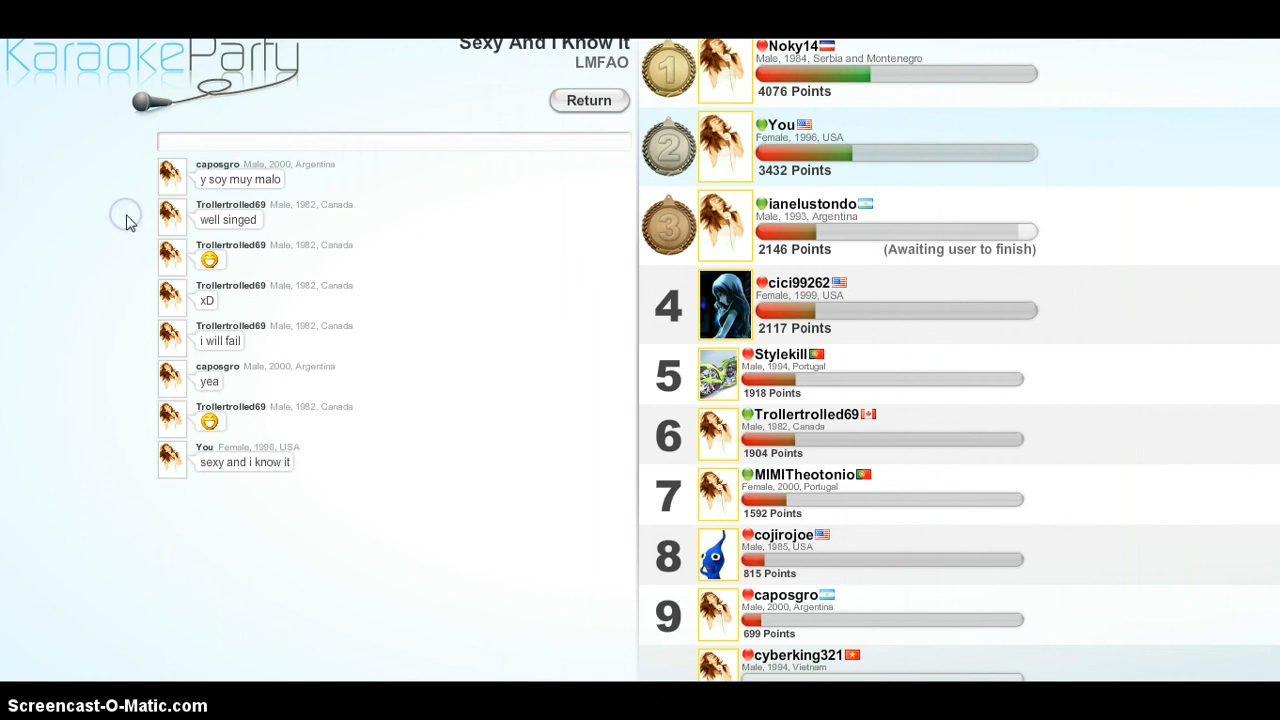 KaraokeParty
Sexy And I Know It
LMFAO
Return
caposgro Male, 2000, Argentina
y soy muy malo
Trollertrolled69 Male, 1982, Canada
well singed
Trollertrolled69 Male, 1982, Canada
Trollertrolled69 Male, 1982, Canada
xD
Trollertrolled69 Male, 1982, Canada
i will fail
caposgro Male, 2000, Argentina
yea
Trollertrolled69 Male, 1982, Canada
You Female, 1996, USA
sexy and i know it
1
Noky14
Male, 1984, Serbia and Montenegro
4076 Points
2
You
Female, 1996, USA
3432 Points
3
ianelustondo
Male, 1993, Argentina
2146 Points (Awaiting user to finish)
4
cici99262
Female, 1999, USA
2117 Points
5
Stylekill
Male, 1994, Portugal
1918 Points
6
Trollertrolled69
Male, 1982, Canada
1904 Points
7
MIMITheotonio
Female, 2000, Portugal
1592 Points
8
cojirojoe
Male, 1985, USA
815 Points
9
caposgro
Male, 2000, Argentina
699 Points
cyberking321
Male, 1994, Vietnam
Screencast-O-Matic.com